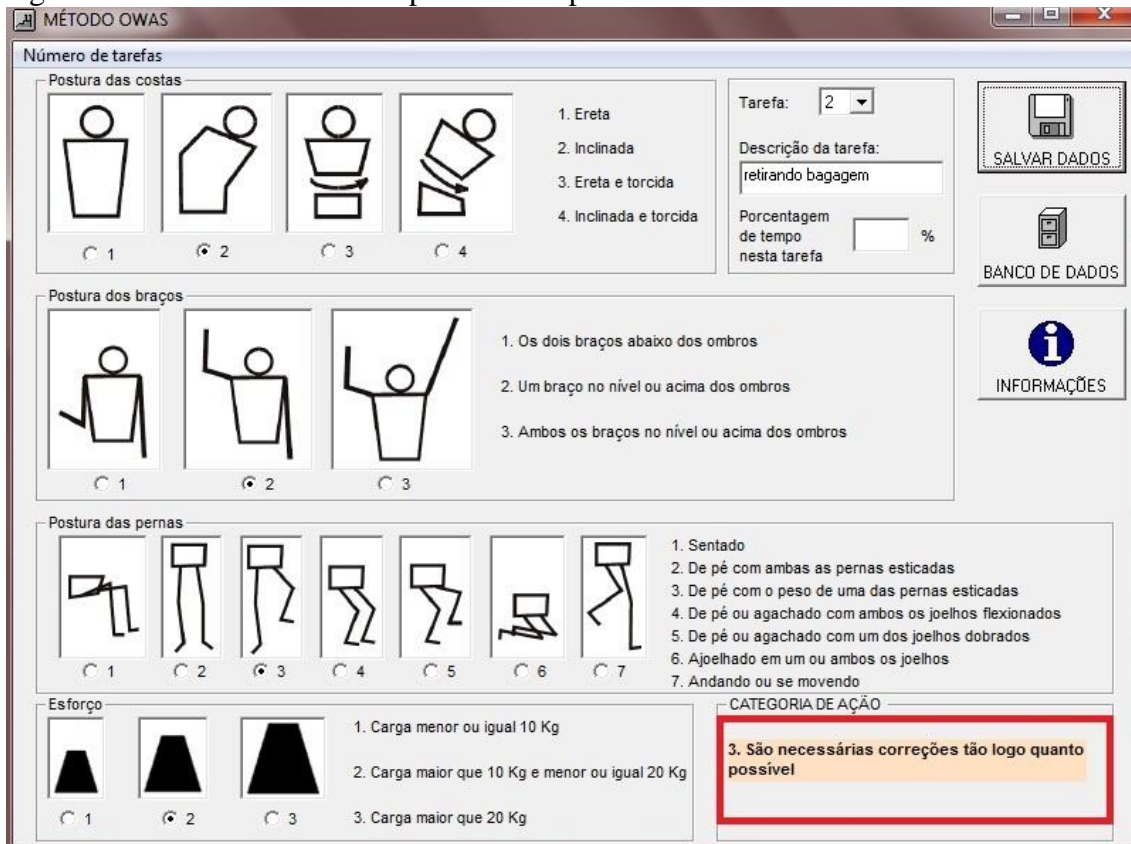 MÉTODO OWAS
Número de tarefas
Postura das costas
1. Ereta
2. Inclinada
3. Ereta e torcida
4. Inclinada e torcida
1 2 3 4
Tarefa: 2
Descrição da tarefa:
retirando bagagem
Porcentagem
de tempo %
nesta tarefa
SALVAR DADOS
BANCO DE DADOS
INFORMAÇÕES
Postura dos braços
1. Os dois braços abaixo dos ombros
2. Um braço no nível ou acima dos ombros
3. Ambos os braços no nível ou acima dos ombros
1 2 3
Postura das pernas
1. Sentado
2. De pé com ambas as pernas esticadas
3. De pé com o peso de uma das pernas esticadas
4. De pé ou agachado com ambos os joelhos flexionados
5. De pé ou agachado com um dos joelhos dobrados
6. Ajoelhado em um ou ambos os joelhos
7. Andando ou se movendo
1 2 3 4 5 6 7
Esforço
1. Carga menor ou igual 10 Kg
2. Carga maior que 10 Kg e menor ou igual 20 Kg
3. Carga maior que 20 Kg
1 2 3
CATEGORIA DE AÇÃO
3. São necessárias correções tão logo quanto
possível